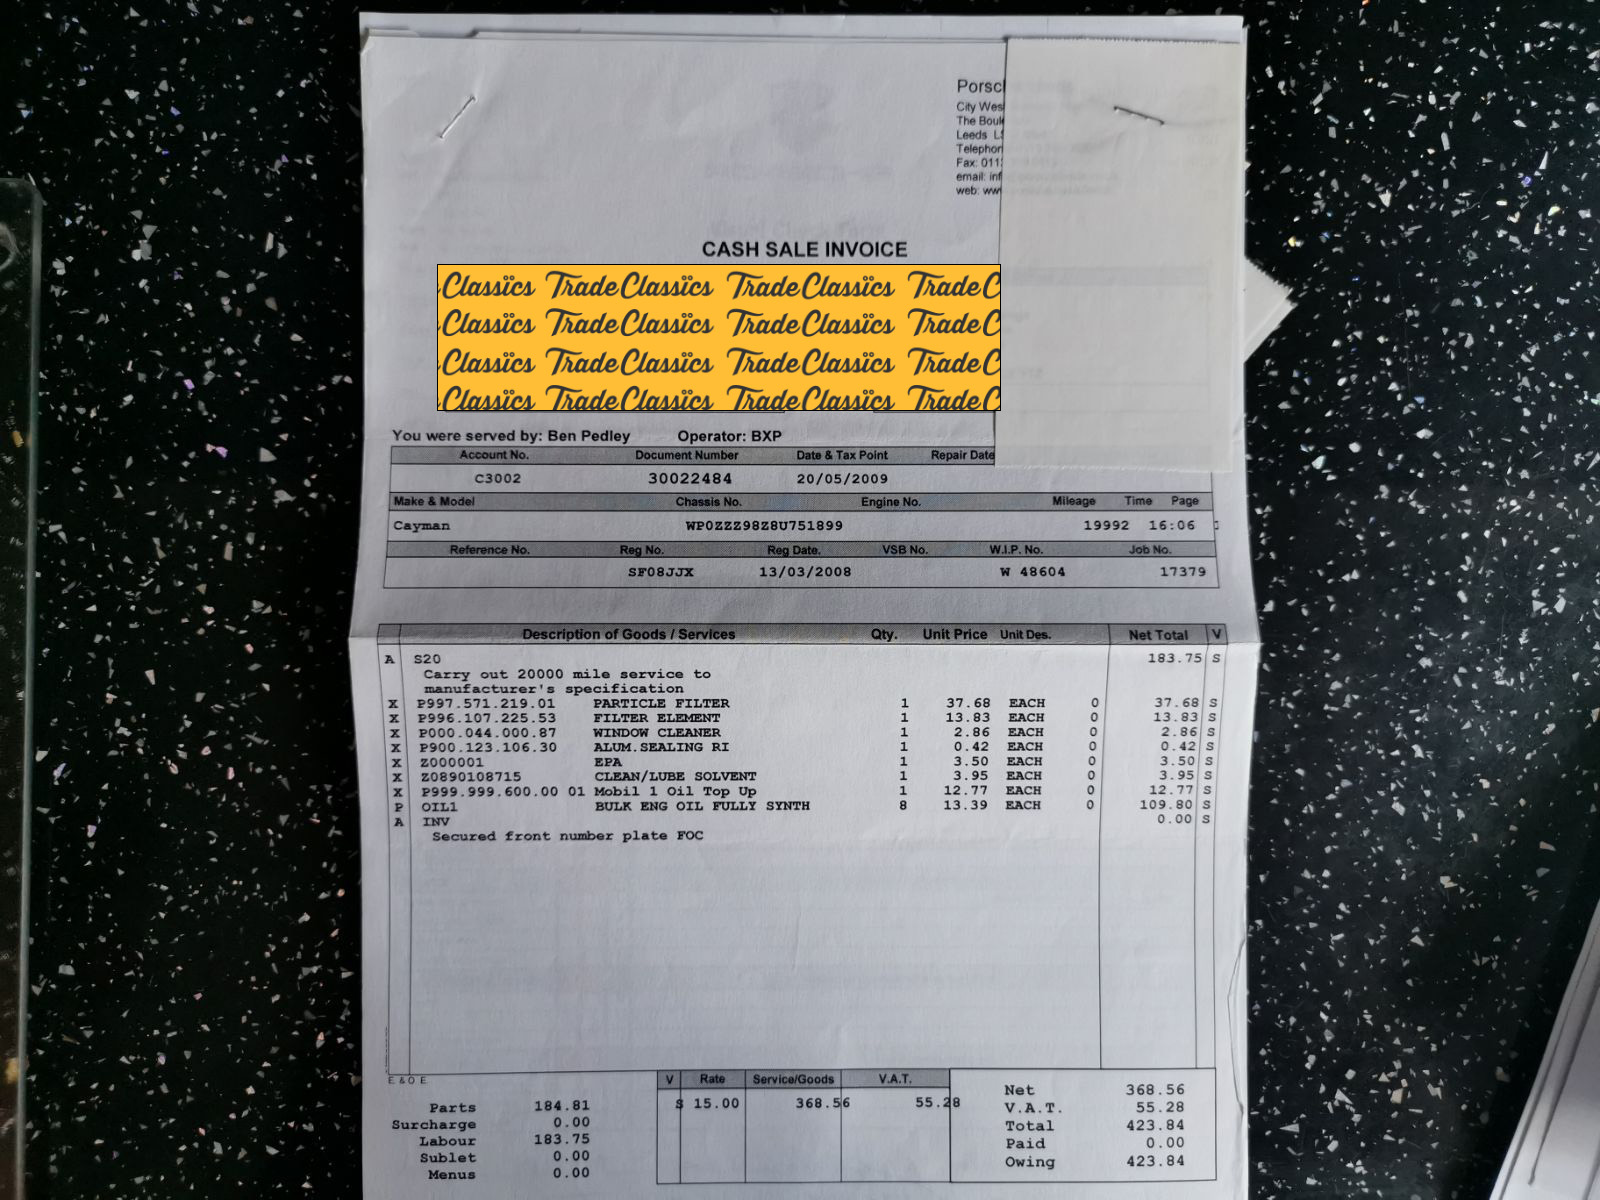 Porsc
City Wes
The Boul
Leeds
Telephon
Fax: 011
email: inf
web: www
CASH SALE INVOICE
Classics Trade Classics Trade Classics Trade C
Classics Trade Classics Trade Classics Trade C
Classics Trade Classics Trade Classics Trade C
Classics Trade Classics Trade Classics Trade C
You were served by: Ben Pedley Operator: BXP
Account No. Document Number Date & Tax Point Repair Date
C3002 30022484 20/05/2009
Make & Model Chassis No. Engine No. Mileage Time Page
Cayman WP0ZZZ98Z8U751899 19992 16:06
Reference No. Reg No. Reg Date. VSB No. W.I.P. No. Job No.
SF08JJX 13/03/2008 W 48604 17379
Description of Goods / Services Qty. Unit Price Unit Des. Net Total V
A S20 183.75 S
Carry out 20000 mile service to
manufacturer's specification
X P997.571.219.01 PARTICLE FILTER 1 37.68 EACH 0 37.68 S
X P996.107.225.53 FILTER ELEMENT 1 13.83 EACH 0 13.83 S
X P000.044.000.87 WINDOW CLEANER 1 2.86 EACH 0 2.86 S
X P900.123.106.30 ALUM.SEALING RI 1 0.42 EACH 0 0.42 S
X Z000001 EPA 1 3.50 EACH 0 3.50 S
X Z0890108715 CLEAN/LUBE SOLVENT 1 3.95 EACH 0 3.95 S
X P999.999.600.00 01 Mobil 1 Oil Top Up 1 12.77 EACH 0 12.77 S
P OIL1 BULK ENG OIL FULLY SYNTH 8 13.39 EACH 0 109.80 S
A INV 0.00 S
Secured front number plate FOC
E. & O. E.
V Rate Service/Goods V.A.T.
S 15.00 368.56 55.28
Parts 184.81
Surcharge 0.00
Labour 183.75
Sublet 0.00
Menus 0.00
Net 368.56
V.A.T. 55.28
Total 423.84
Paid 0.00
Owing 423.84